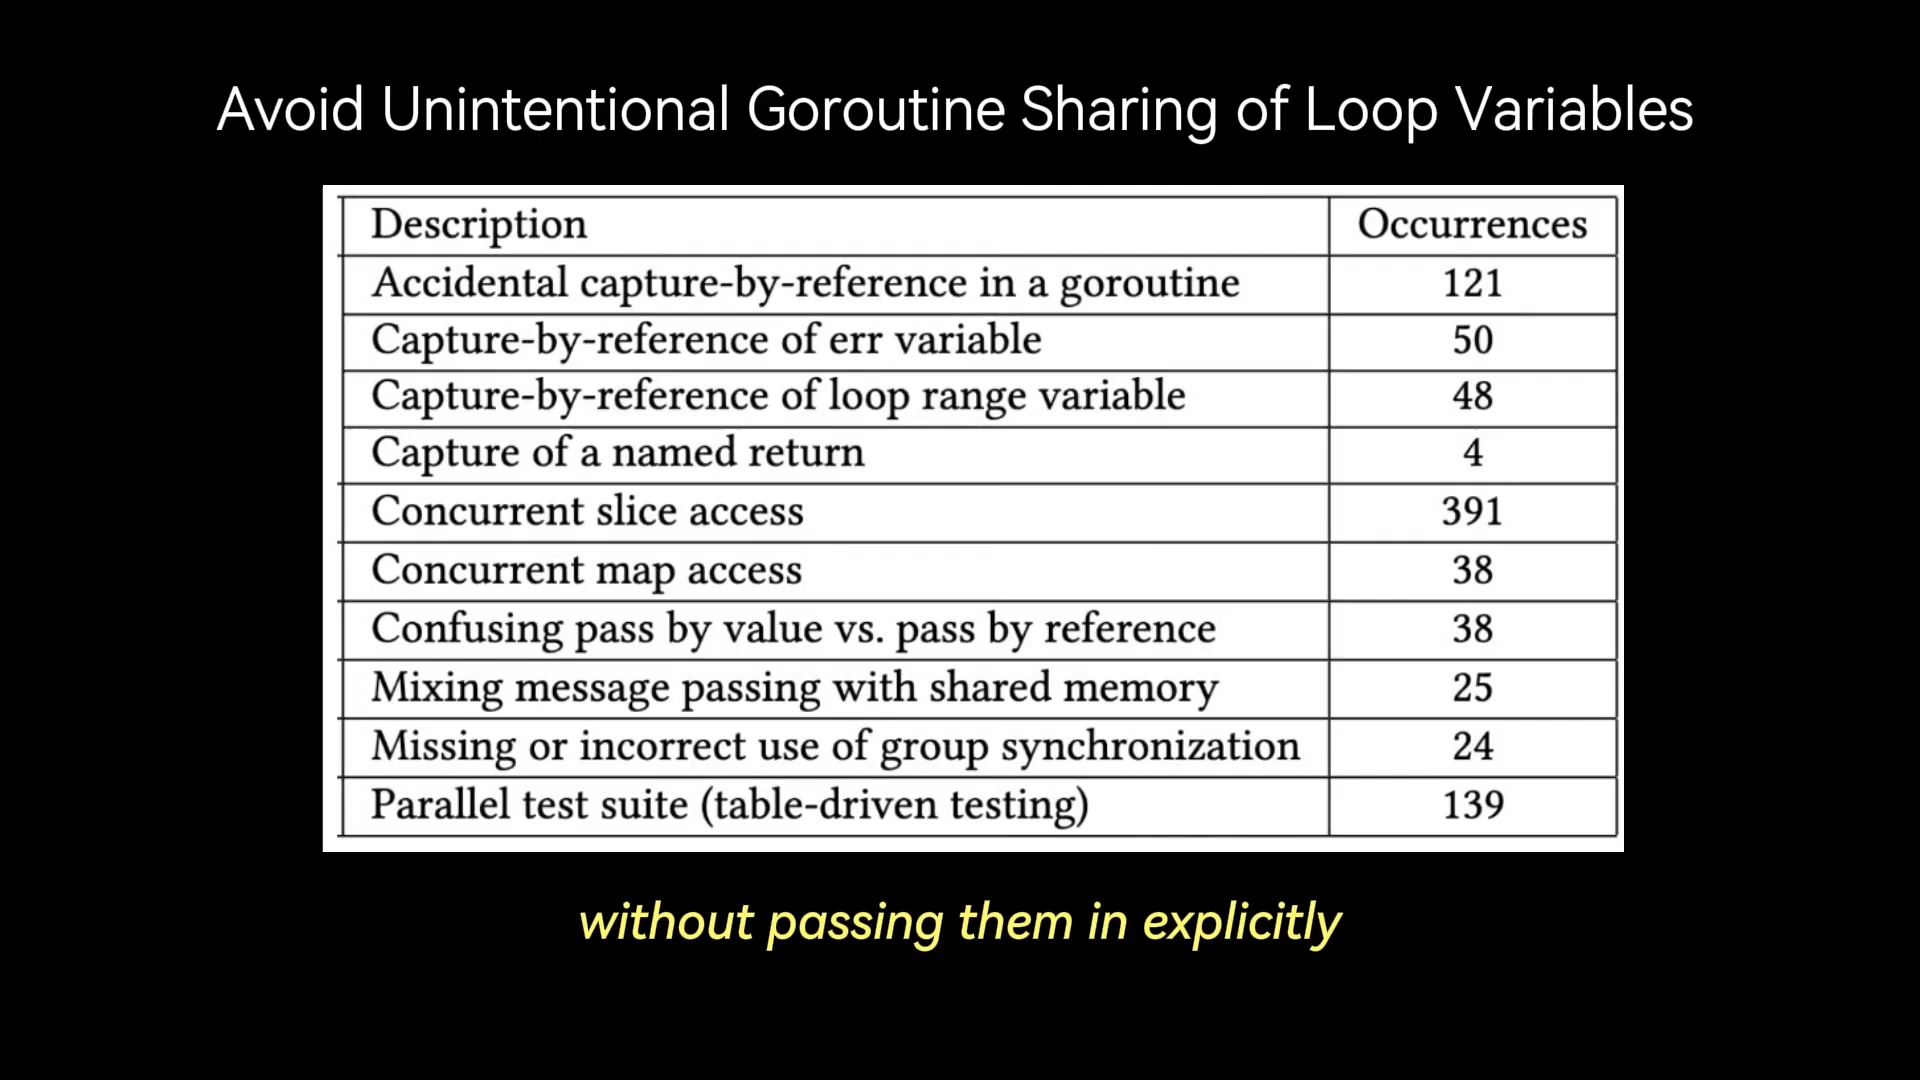 Avoid Unintentional Goroutine Sharing of Loop Variables
Description Occurrences
Accidental capture-by-reference in a goroutine 121
Capture-by-reference of err variable 50
Capture-by-reference of loop range variable 48
Capture of a named return 4
Concurrent slice access 391
Concurrent map access 38
Confusing pass by value vs. pass by reference 38
Mixing message passing with shared memory 25
Missing or incorrect use of group synchronization 24
Parallel test suite (table-driven testing) 139
without passing them in explicitly